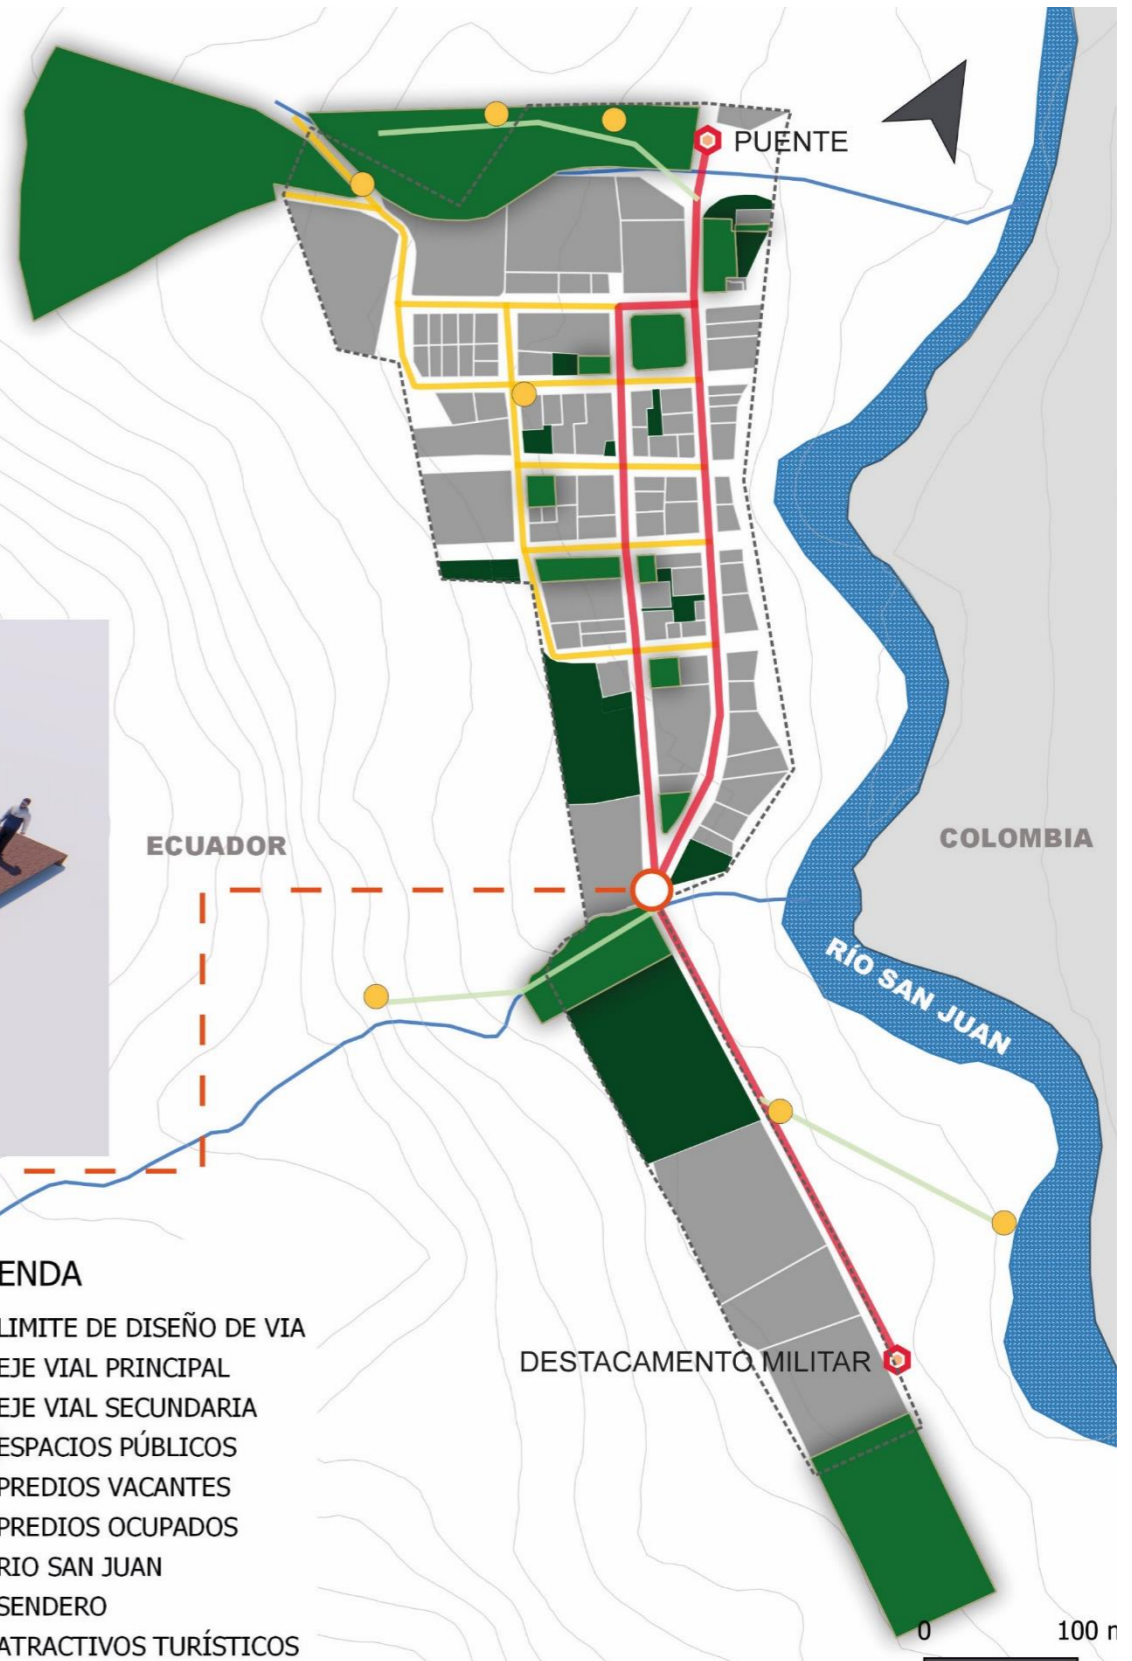 PUENTE
ECUADOR
COLOMBIA
RÍO SAN JUAN
DESTACAMENTO MILITAR
ENDA
LIMITE DE DISEÑO DE VIA
EJE VIAL PRINCIPAL
EJE VIAL SECUNDARIA
ESPACIOS PÚBLICOS
PREDIOS VACANTES
PREDIOS OCUPADOS
RIO SAN JUAN
SENDERO
ATRACTIVOS TURÍSTICOS
0 100